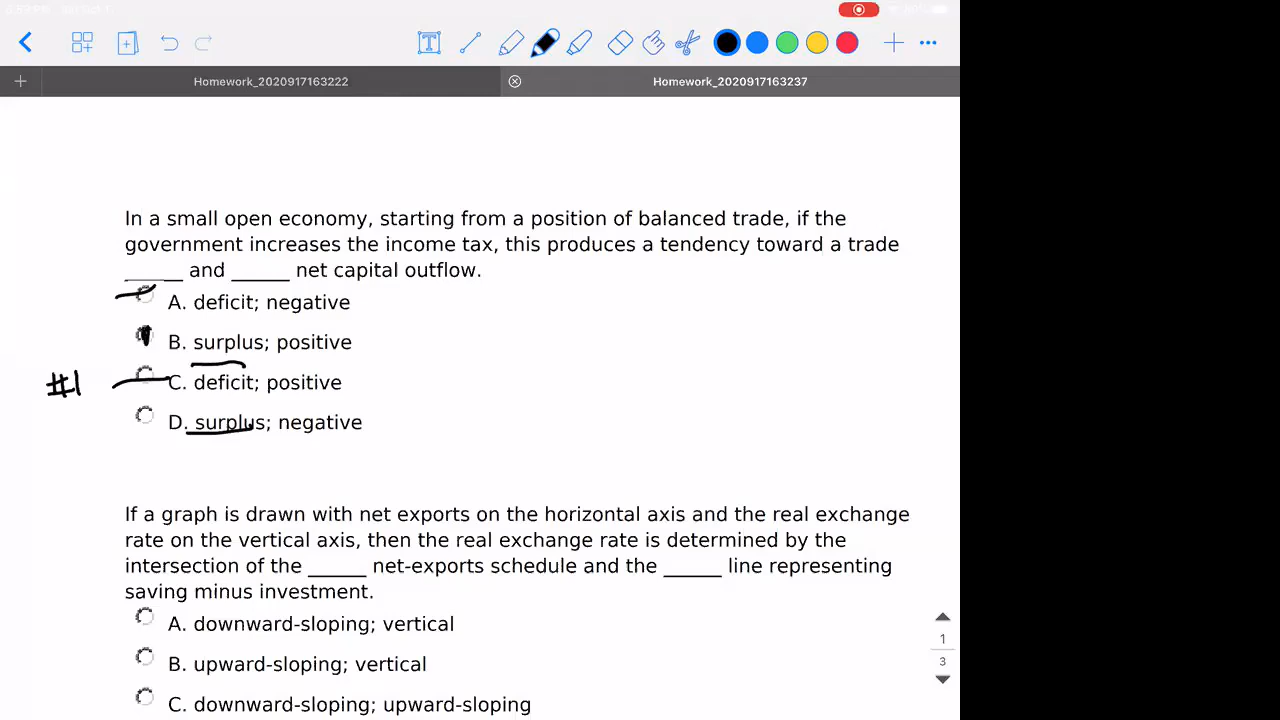 Homework_2020917163222
Homework_2020917163237
In a small open economy, starting from a position of balanced trade, if the
government increases the income tax, this produces a tendency toward a trade
______ and ______ net capital outflow.
A. deficit; negative
B. surplus; positive
#1
C. deficit; positive
D. surplus; negative
If a graph is drawn with net exports on the horizontal axis and the real exchange
rate on the vertical axis, then the real exchange rate is determined by the
intersection of the ______ net-exports schedule and the ______ line representing
saving minus investment.
A. downward-sloping; vertical
B. upward-sloping; vertical
C. downward-sloping; upward-sloping
1
3